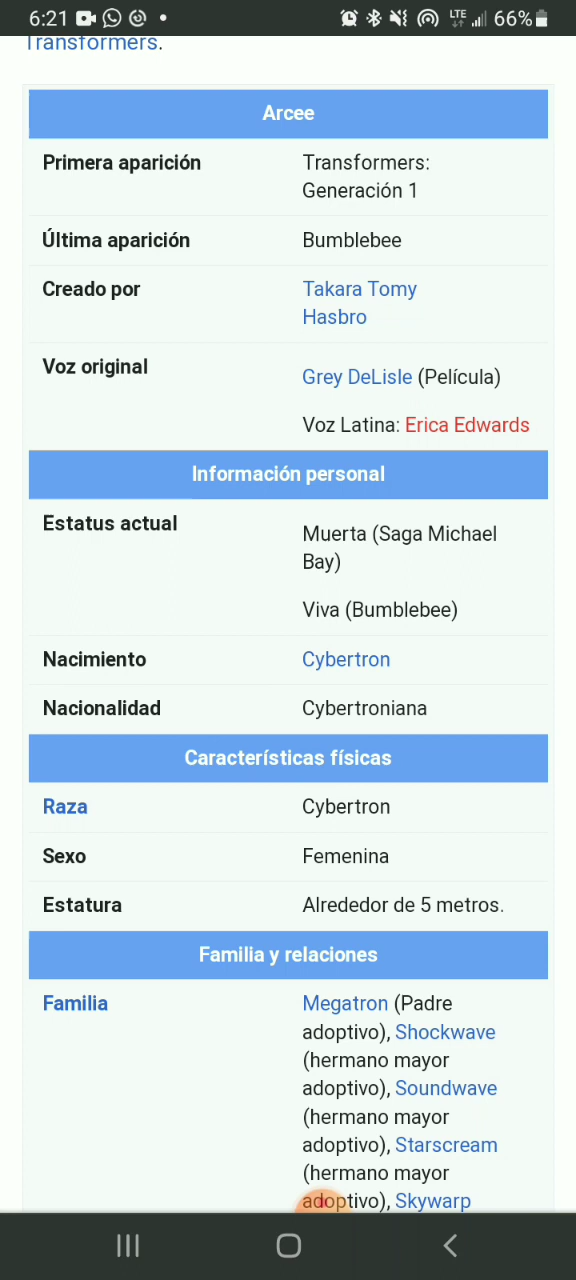 6:21
LTE
66%
Transformers.
Arcee
Primera aparición
Transformers:
Generación 1
Última aparición
Bumblebee
Creado por
Takara Tomy
Hasbro
Voz original
Grey DeLisle (Película)
Voz Latina: Erica Edwards
Información personal
Estatus actual
Muerta (Saga Michael
Bay)
Viva (Bumblebee)
Nacimiento
Cybertron
Nacionalidad
Cybertroniana
Características físicas
Raza
Cybertron
Sexo
Femenina
Estatura
Alrededor de 5 metros.
Familia y relaciones
Familia
Megatron (Padre
adoptivo), Shockwave
(hermano mayor
adoptivo), Soundwave
(hermano mayor
adoptivo), Starscream
(hermano mayor
adoptivo), Skywarp